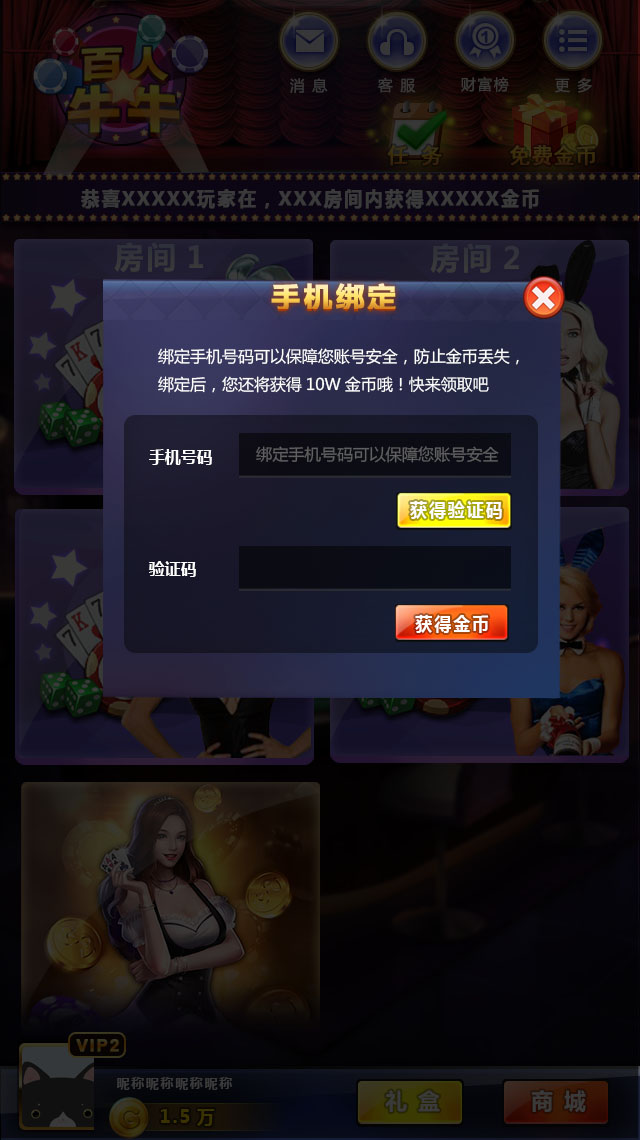 百人
牛牛
消息
客服
财富榜
更多
任务
免费金币
恭喜XXXXX玩家在，XXX房间内获得XXXXX金币
房间 1
房间 2
手机绑定
绑定手机号码可以保障您账号安全，防止金币丢失，
绑定后，您还将获得 10W 金币哦！快来领取吧
手机号码
绑定手机号码可以保障您账号安全
获得验证码
验证码
获得金币
VIP2
昵称昵称昵称昵称
1.5 万
礼盒
商城